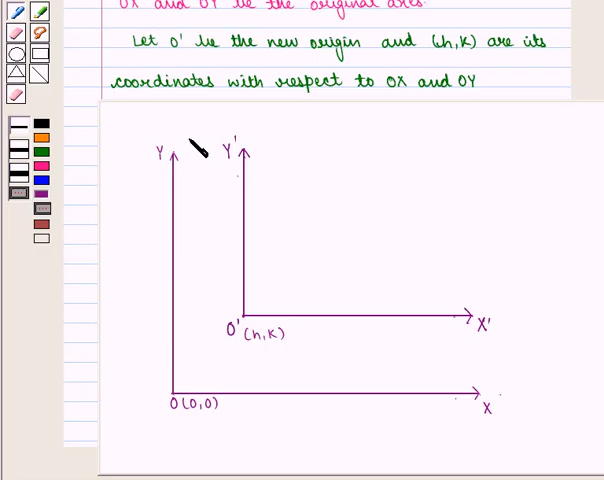 OX and OY be the original axes.
Let O' be the new origin and (h,k) are its
coordinates with respect to OX and OY
Y Y'
O' (h,k) X'
O(0,0) X